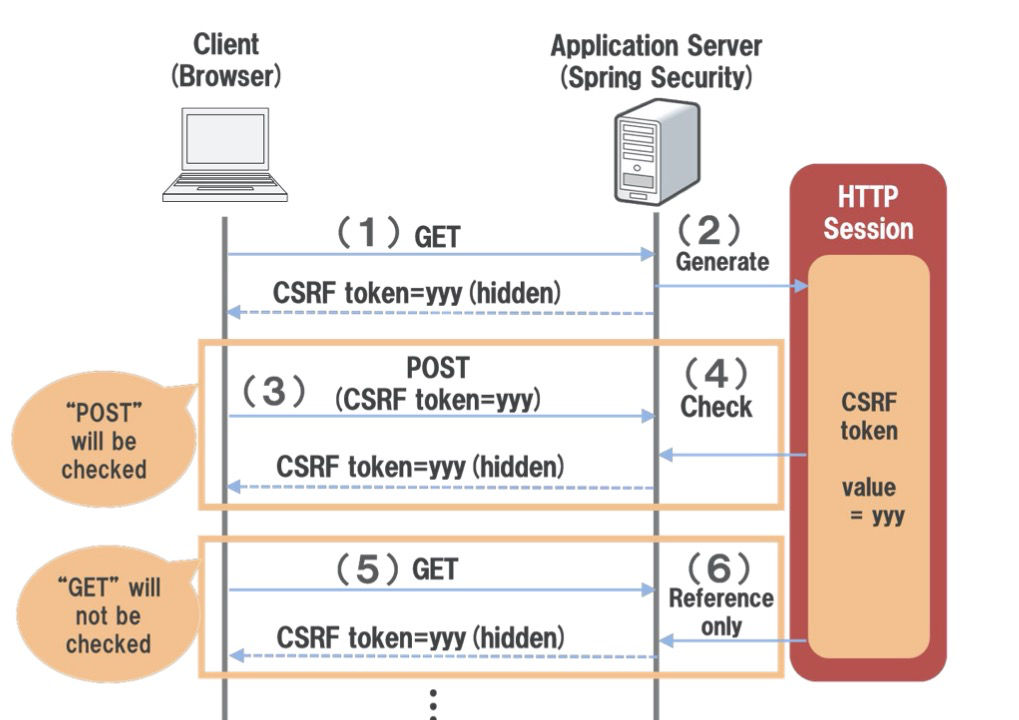 Client
(Browser)
Application Server
(Spring Security)
HTTP
Session
(1) GET
(2)
Generate
CSRF token=yyy (hidden)
"POST"
will be
checked
(3)
POST
(CSRF token=yyy)
(4)
Check
CSRF token=yyy (hidden)
CSRF
token
value
= yyy
"GET" will
not be
checked
(5) GET
(6)
Reference
only
CSRF token=yyy (hidden)